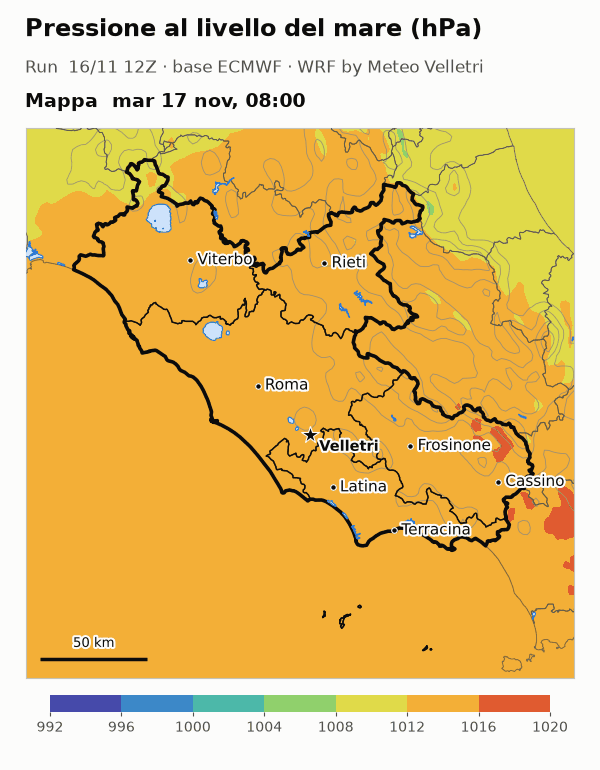 Pressione al livello del mare (hPa)
Run  16/11 12Z · base ECMWF · WRF by Meteo Velletri
Mappa  mar 17 nov, 08:00
Viterbo
Rieti
Roma
Velletri
Frosinone
Cassino
Latina
Terracina
50 km
992 996 1000 1004 1008 1012 1016 1020